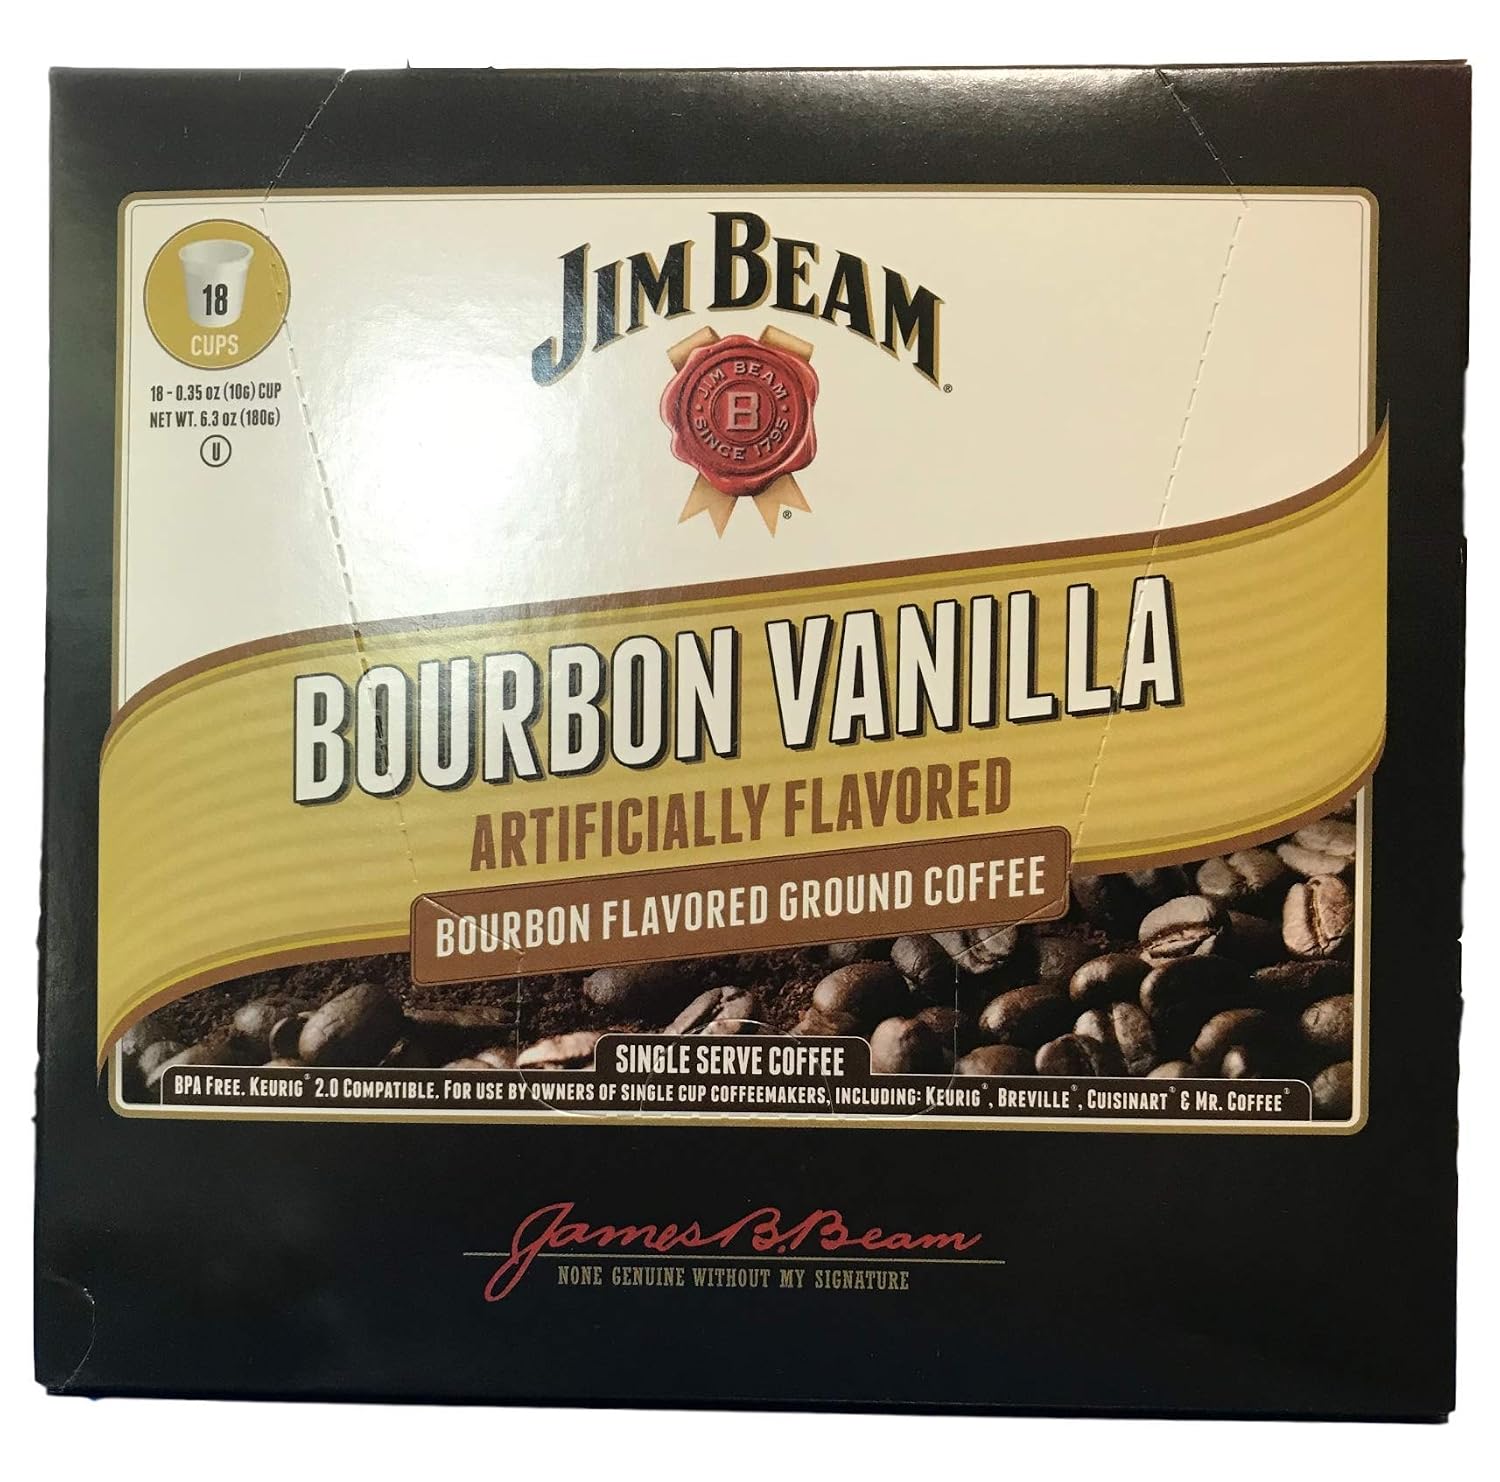 JIM BEAM®
18
CUPS
18 - 0.35 OZ (10G) CUP
NET WT. 6.3 OZ (180G)
U
JIM BEAM
B
SINCE 1795
®
BOURBON VANILLA
ARTIFICIALLY FLAVORED
BOURBON FLAVORED GROUND COFFEE
SINGLE SERVE COFFEE
BPA FREE. KEURIG® 2.0 COMPATIBLE. FOR USE BY OWNERS OF SINGLE CUP COFFEEMAKERS, INCLUDING: KEURIG®, BREVILLE®, CUISINART® & MR. COFFEE®
James B. Beam
NONE GENUINE WITHOUT MY SIGNATURE